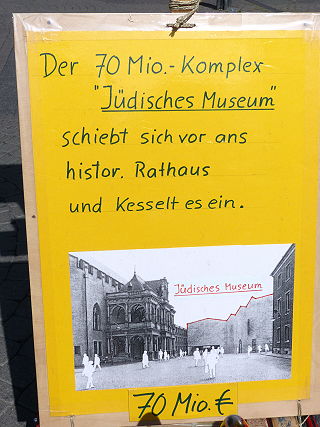 Der 70 Mio.-Komplex
"Jüdisches Museum"
schiebt sich vor ans
histor. Rathaus
und Kesselt es ein.
Jüdisches Museum
70 Mio. €